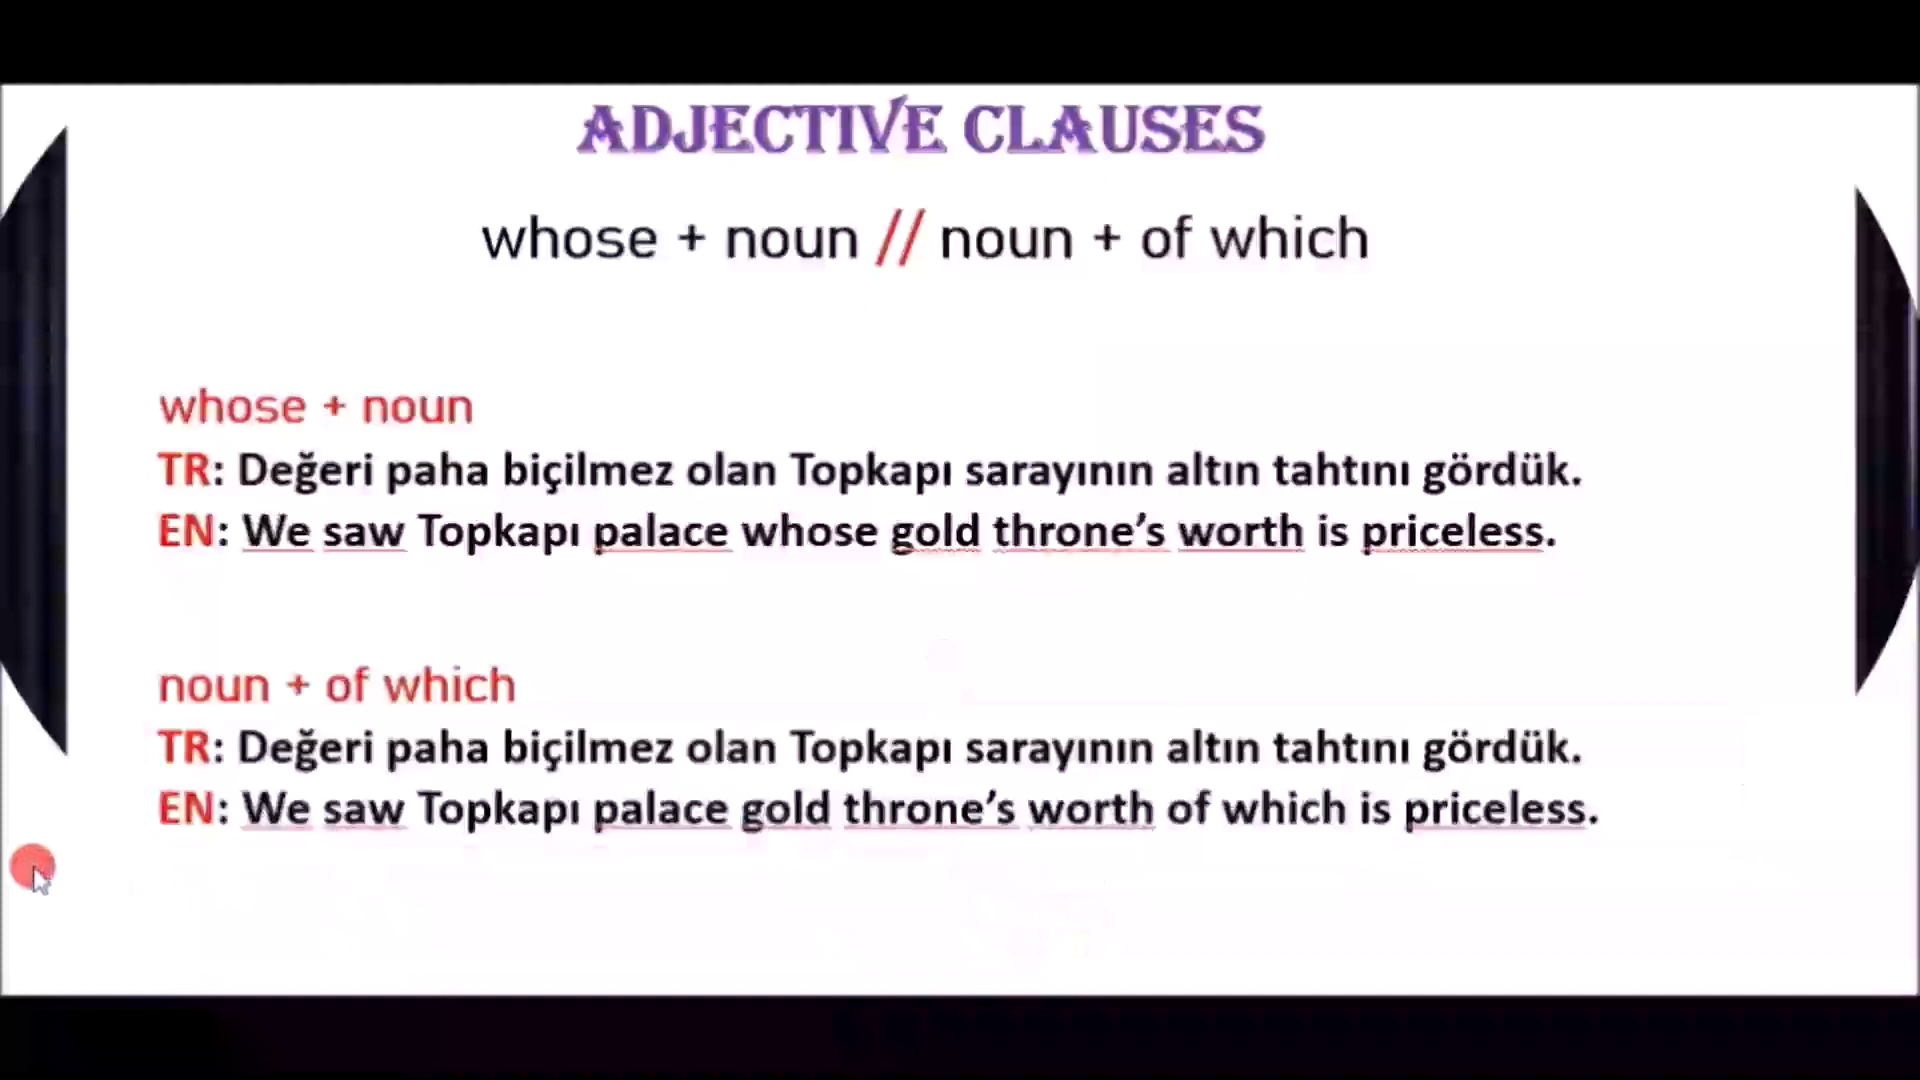 ADJECTIVE CLAUSES
whose + noun // noun + of which
whose + noun
TR: Değeri paha biçilmez olan Topkapı sarayının altın tahtını gördük.
EN: We saw Topkapı palace whose gold throne’s worth is priceless.
noun + of which
TR: Değeri paha biçilmez olan Topkapı sarayının altın tahtını gördük.
EN: We saw Topkapı palace gold throne’s worth of which is priceless.